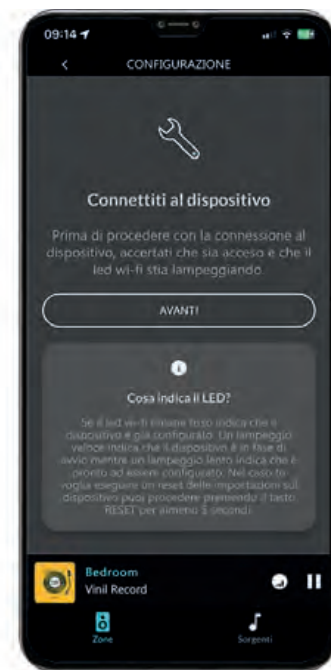 09:14
CONFIGURAZIONE
Connettiti al dispositivo
Prima di procedere con la connessione al
dispositivo, accertati che sia acceso e che il
led wi-fi stia lampeggiando
AVANTI
Cosa indica il LED?
Se il led wi-fi rimane fisso indica che il
dispositivo è già configurato. Un lampeggio
veloce indica che il dispositivo è in fase di
avvio mentre un lampeggio lento indica che è
pronto ad essere configurato. Nel caso tu
voglia eseguire un reset delle importazioni sul
dispositivo puoi procedere premendo il tasto
RESET per almeno 5 secondi
Bedroom
Vinil Record
Zone
Sorgenti